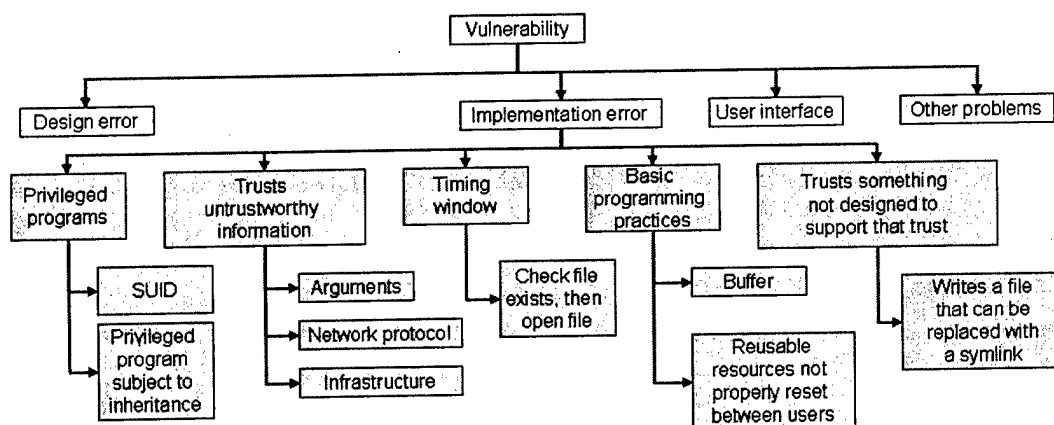 Vulnerability
Design error
Implementation error
User interface
Other problems
Privileged
programs
Trusts
untrustworthy
information
Timing
window
Basic
programming
practices
Trusts something
not designed to
support that trust
SUID
Privileged
program
subject to
inheritance
Arguments
Network protocol
Infrastructure
Check file
exists, then
open file
Buffer
Reusable
resources not
properly reset
between users
Writes a file
that can be
replaced with
a symlink